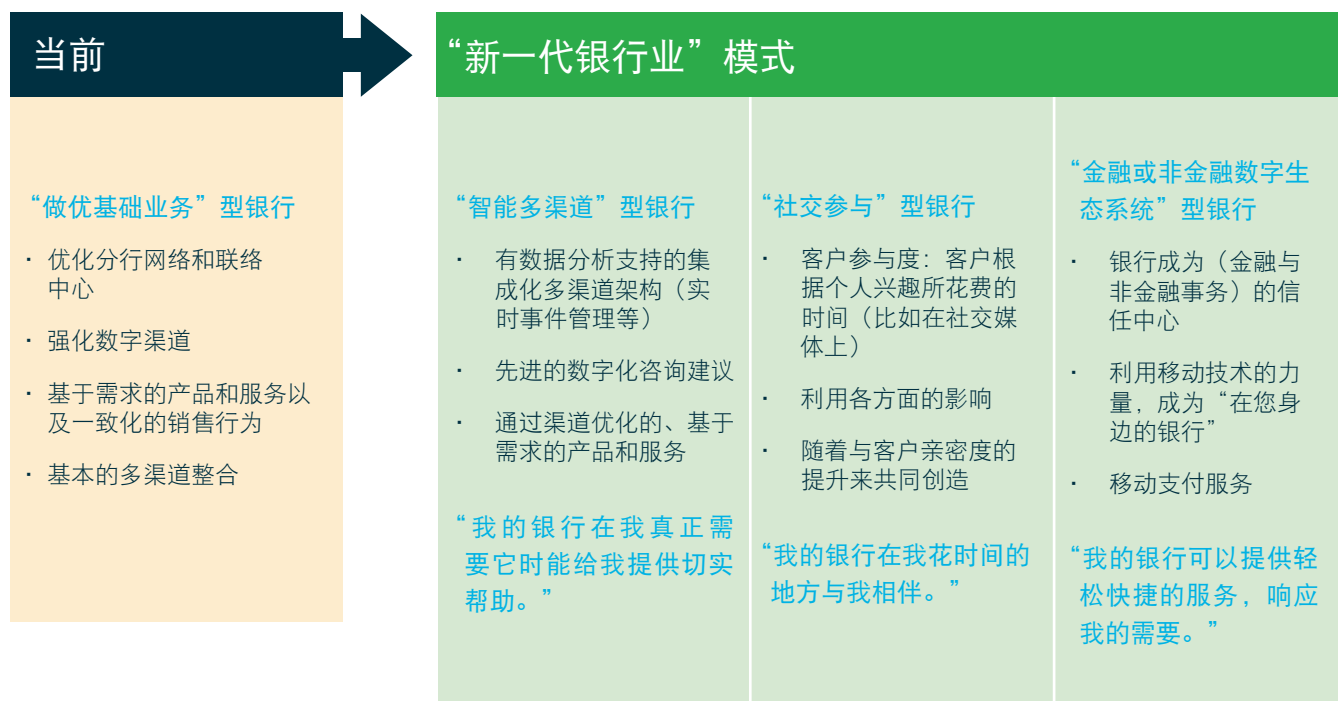 当前
“新一代银行业”模式
“做优基础业务”型银行
· 优化分行网络和联络
中心
· 强化数字渠道
· 基于需求的产品和服务以
及一致化的销售行为
· 基本的多渠道整合
“智能多渠道”型银行
· 有数据分析支持的集
成化多渠道架构（实
时事件管理等）
· 先进的数字化咨询建议
· 通过渠道优化的、基于
需求的产品和服务
“我的银行在我真正需
要它时能给我提供切实
帮助。”
“社交参与”型银行
· 客户参与度：客户根
据个人兴趣所花费的
时间（比如在社交媒
体上）
· 利用各方面的影响
· 随着与客户亲密度的
提升来共同创造
“我的银行在我花时间的
地方与我相伴。”
“金融或非金融数字生
态系统”型银行
· 银行成为（金融与
非金融事务）的信
任中心
· 利用移动技术的力
量，成为“在您身
边的银行”
· 移动支付服务
“我的银行可以提供轻
松快捷的服务，响应
我的需要。”